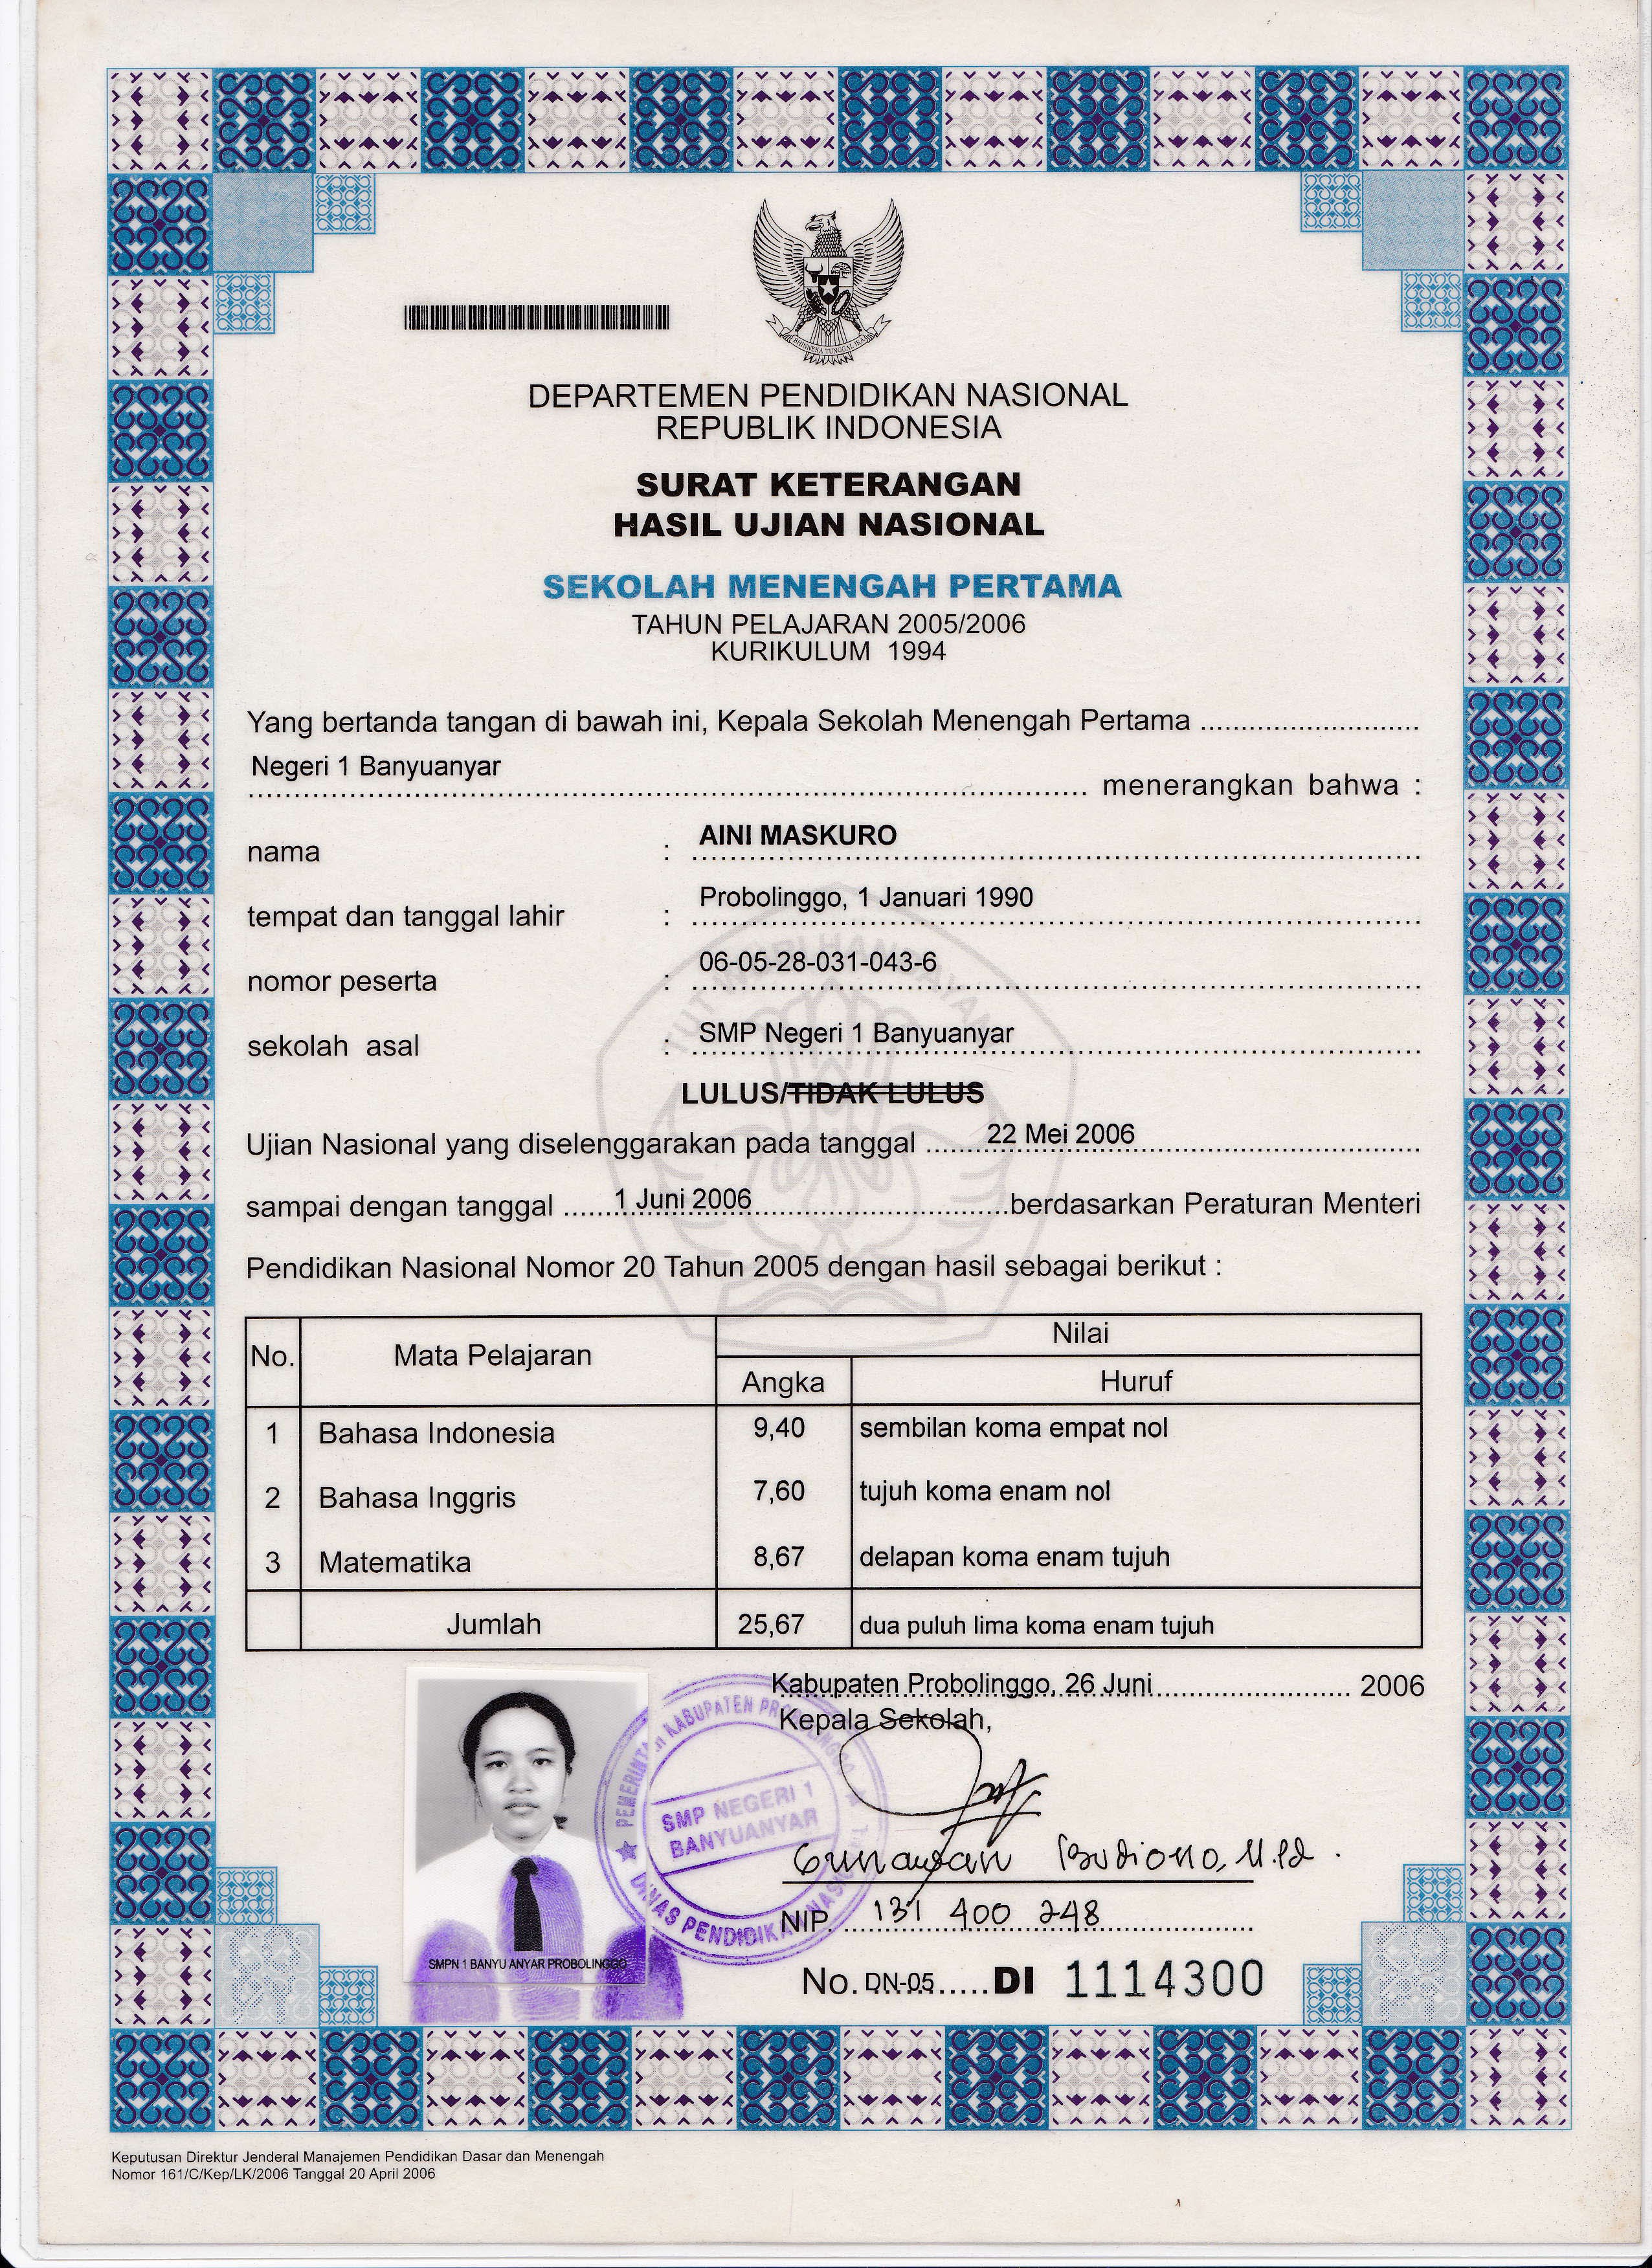 BHINNEKA TUNGGAL IKA
DEPARTEMEN PENDIDIKAN NASIONAL
REPUBLIK INDONESIA
SURAT KETERANGAN
HASIL UJIAN NASIONAL
SEKOLAH MENENGAH PERTAMA
TAHUN PELAJARAN 2005/2006
KURIKULUM 1994
Yang bertanda tangan di bawah ini, Kepala Sekolah Menengah Pertama ..........................
Negeri 1 Banyuanyar
.......................................................... menerangkan bahwa :
nama : AINI MASKURO
tempat dan tanggal lahir : Probolinggo, 1 Januari 1990
nomor peserta : 06-05-28-031-043-6
sekolah asal : SMP Negeri 1 Banyuanyar
LULUS/TIDAK LULUS
Ujian Nasional yang diselenggarakan pada tanggal ......22 Mei 2006..........................
sampai dengan tanggal ......1 Juni 2006..........................berdasarkan Peraturan Menteri
Pendidikan Nasional Nomor 20 Tahun 2005 dengan hasil sebagai berikut :
No. Mata Pelajaran Nilai
Angka Huruf
1 Bahasa Indonesia 9,40 sembilan koma empat nol
2 Bahasa Inggris 7,60 tujuh koma enam nol
3 Matematika 8,67 delapan koma enam tujuh
Jumlah 25,67 dua puluh lima koma enam tujuh
Kabupaten Probolinggo, 26 Juni.......................... 2006
Kepala Sekolah,
PEMERINTAH KABUPATEN PROBOLINGGO
SMP NEGERI 1
BANYUANYAR
DINAS PENDIDIKAN NASIONAL
Gunawan Budiono, M.Pd.
NIP. ...131 400 248..................
SMPN 1 BANYU ANYAR PROBOLINGGO
No. DN-05......DI 1114300
Keputusan Direktur Jenderal Manajemen Pendidikan Dasar dan Menengah
Nomor 161/C/Kep/LK/2006 Tanggal 20 April 2006